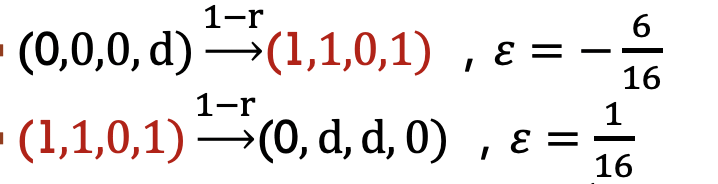 (0,0,0, d) 1−r⟶ (1,1,0,1) , ε = − 6/16
(1,1,0,1) 1−r⟶ (0, d, d, 0) , ε = 1/16